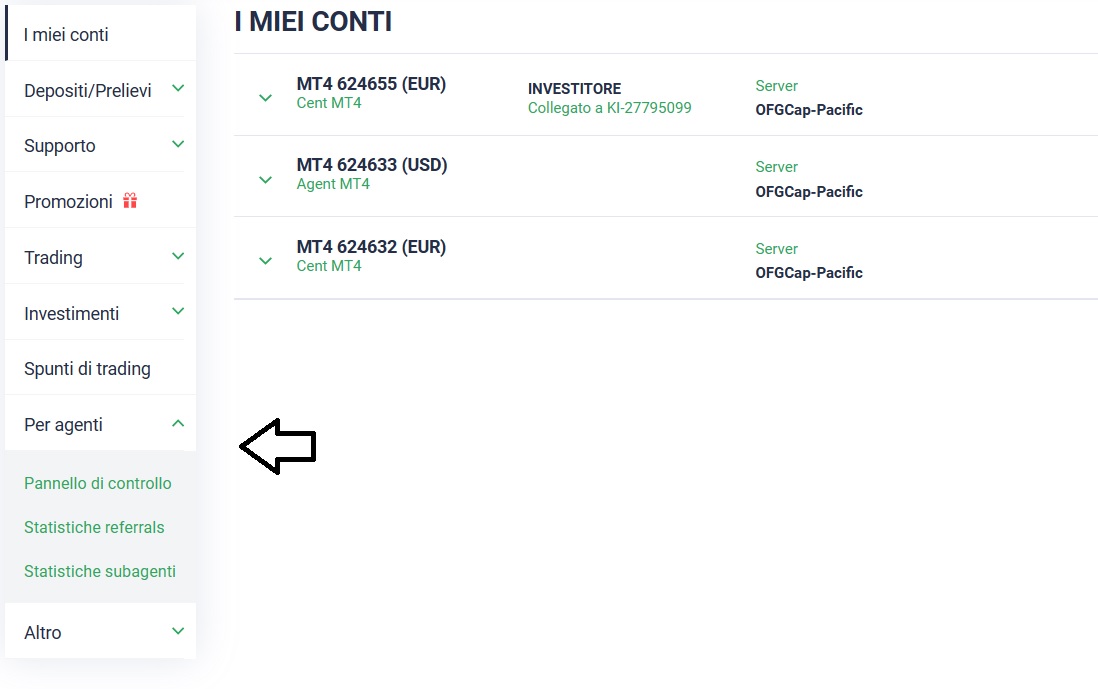 I miei conti
Depositi/Prelievi
Supporto
Promozioni
Trading
Investimenti
Spunti di trading
Per agenti
Pannello di controllo
Statistiche referrals
Statistiche subagenti
Altro
I MIEI CONTI
MT4 624655 (EUR)
Cent MT4
INVESTITORE
Collegato a KI-27795099
Server
OFGCap-Pacific
MT4 624633 (USD)
Agent MT4
Server
OFGCap-Pacific
MT4 624632 (EUR)
Cent MT4
Server
OFGCap-Pacific